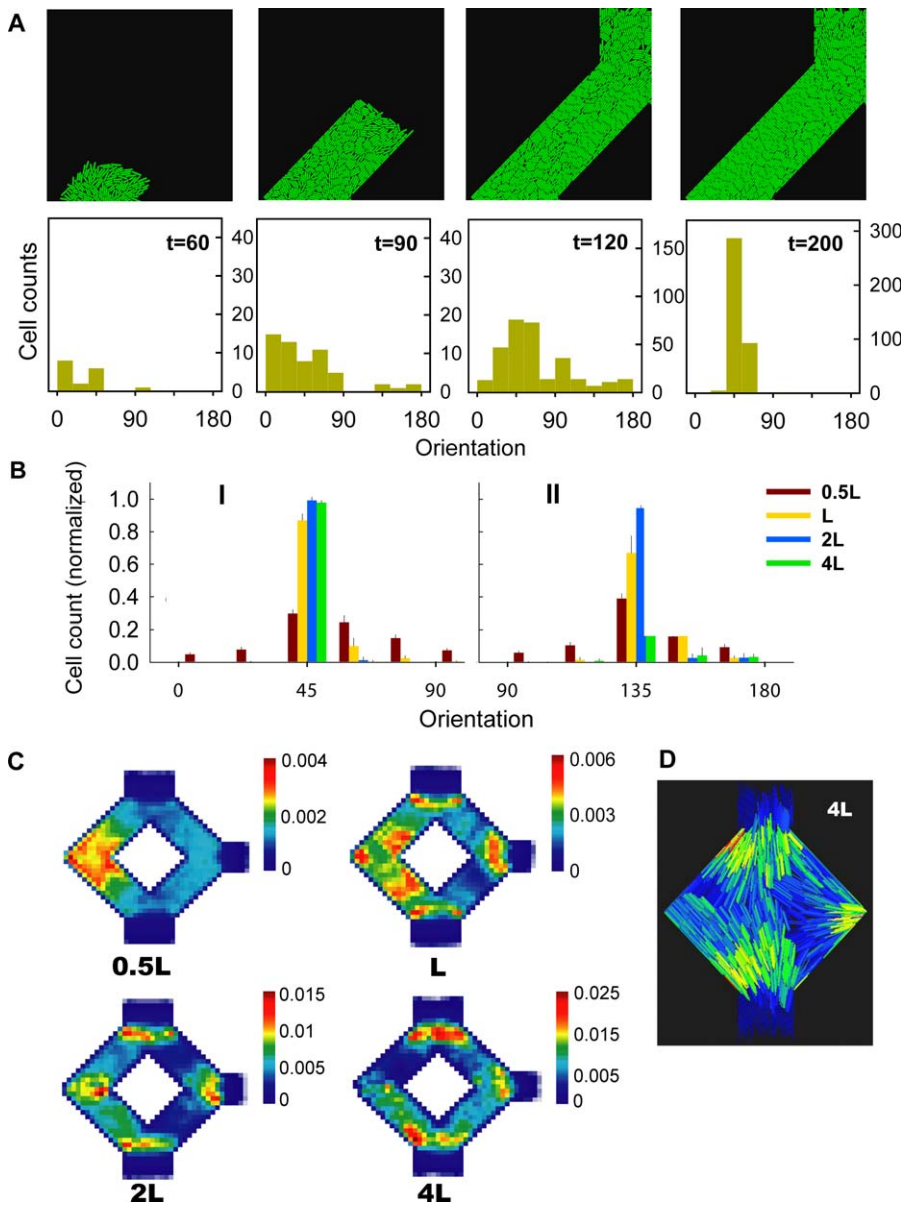 A
t=60 t=90 t=120 t=200
40 40 150 300
30 30 200
20 20 100
10 10 50 100
0 0 0 0
Cell counts
0 90 180 0 90 180 0 90 180 0 90 180
Orientation
B
I II
1.0 0.8 0.6 0.4 0.2 0.0
Cell count (normalized)
0.5L
L
2L
4L
0 45 90 90 135 180
Orientation
C
0.004 0.002 0
0.5L
0.006 0.003 0
L
0.015 0.01 0.005 0
2L
0.025 0.015 0.005 0
4L
D
4L